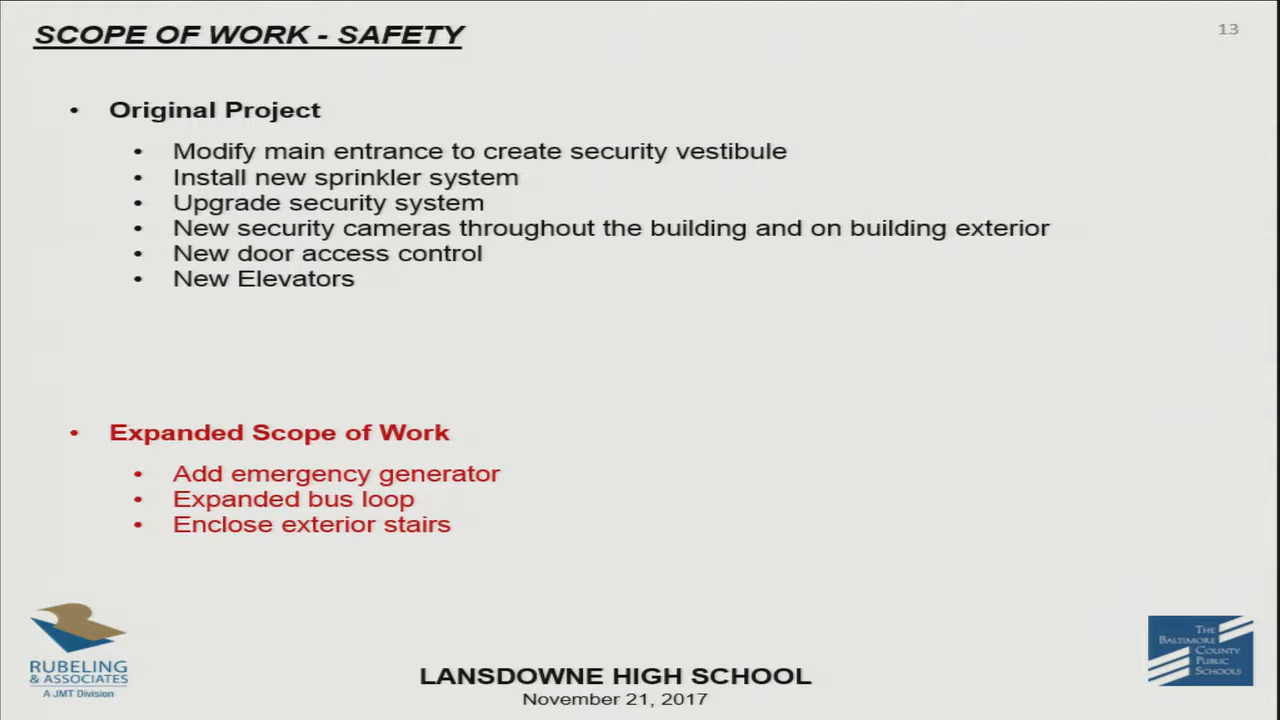 SCOPE OF WORK - SAFETY
13
• Original Project
• Modify main entrance to create security vestibule
• Install new sprinkler system
• Upgrade security system
• New security cameras throughout the building and on building exterior
• New door access control
• New Elevators
• Expanded Scope of Work
• Add emergency generator
• Expanded bus loop
• Enclose exterior stairs
RUBELING
& ASSOCIATES
A JMT Division
LANSDOWNE HIGH SCHOOL
November 21, 2017
THE
BALTIMORE
COUNTY
PUBLIC
SCHOOLS